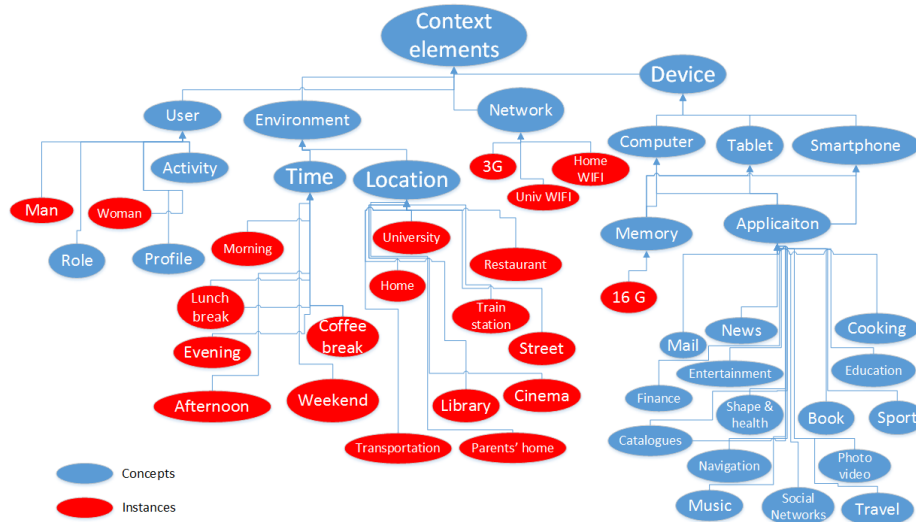 Context
elements
Device
User
Environment
Network
Computer
Tablet
Smartphone
Activity
Time
Location
3G
Home
WIFI
Univ WIFI
Man
Woman
Role
Profile
Morning
University
Restaurant
Memory
Applicaiton
Home
Lunch
break
Train
station
16 G
Coffee
break
Evening
Street
Mail
News
Cooking
Afternoon
Weekend
Library
Cinema
Finance
Entertainment
Education
Shape &
health
Book
Sport
Transportation
Parents' home
Catalogues
Navigation
Photo
video
Music
Social
Networks
Travel
Concepts
Instances